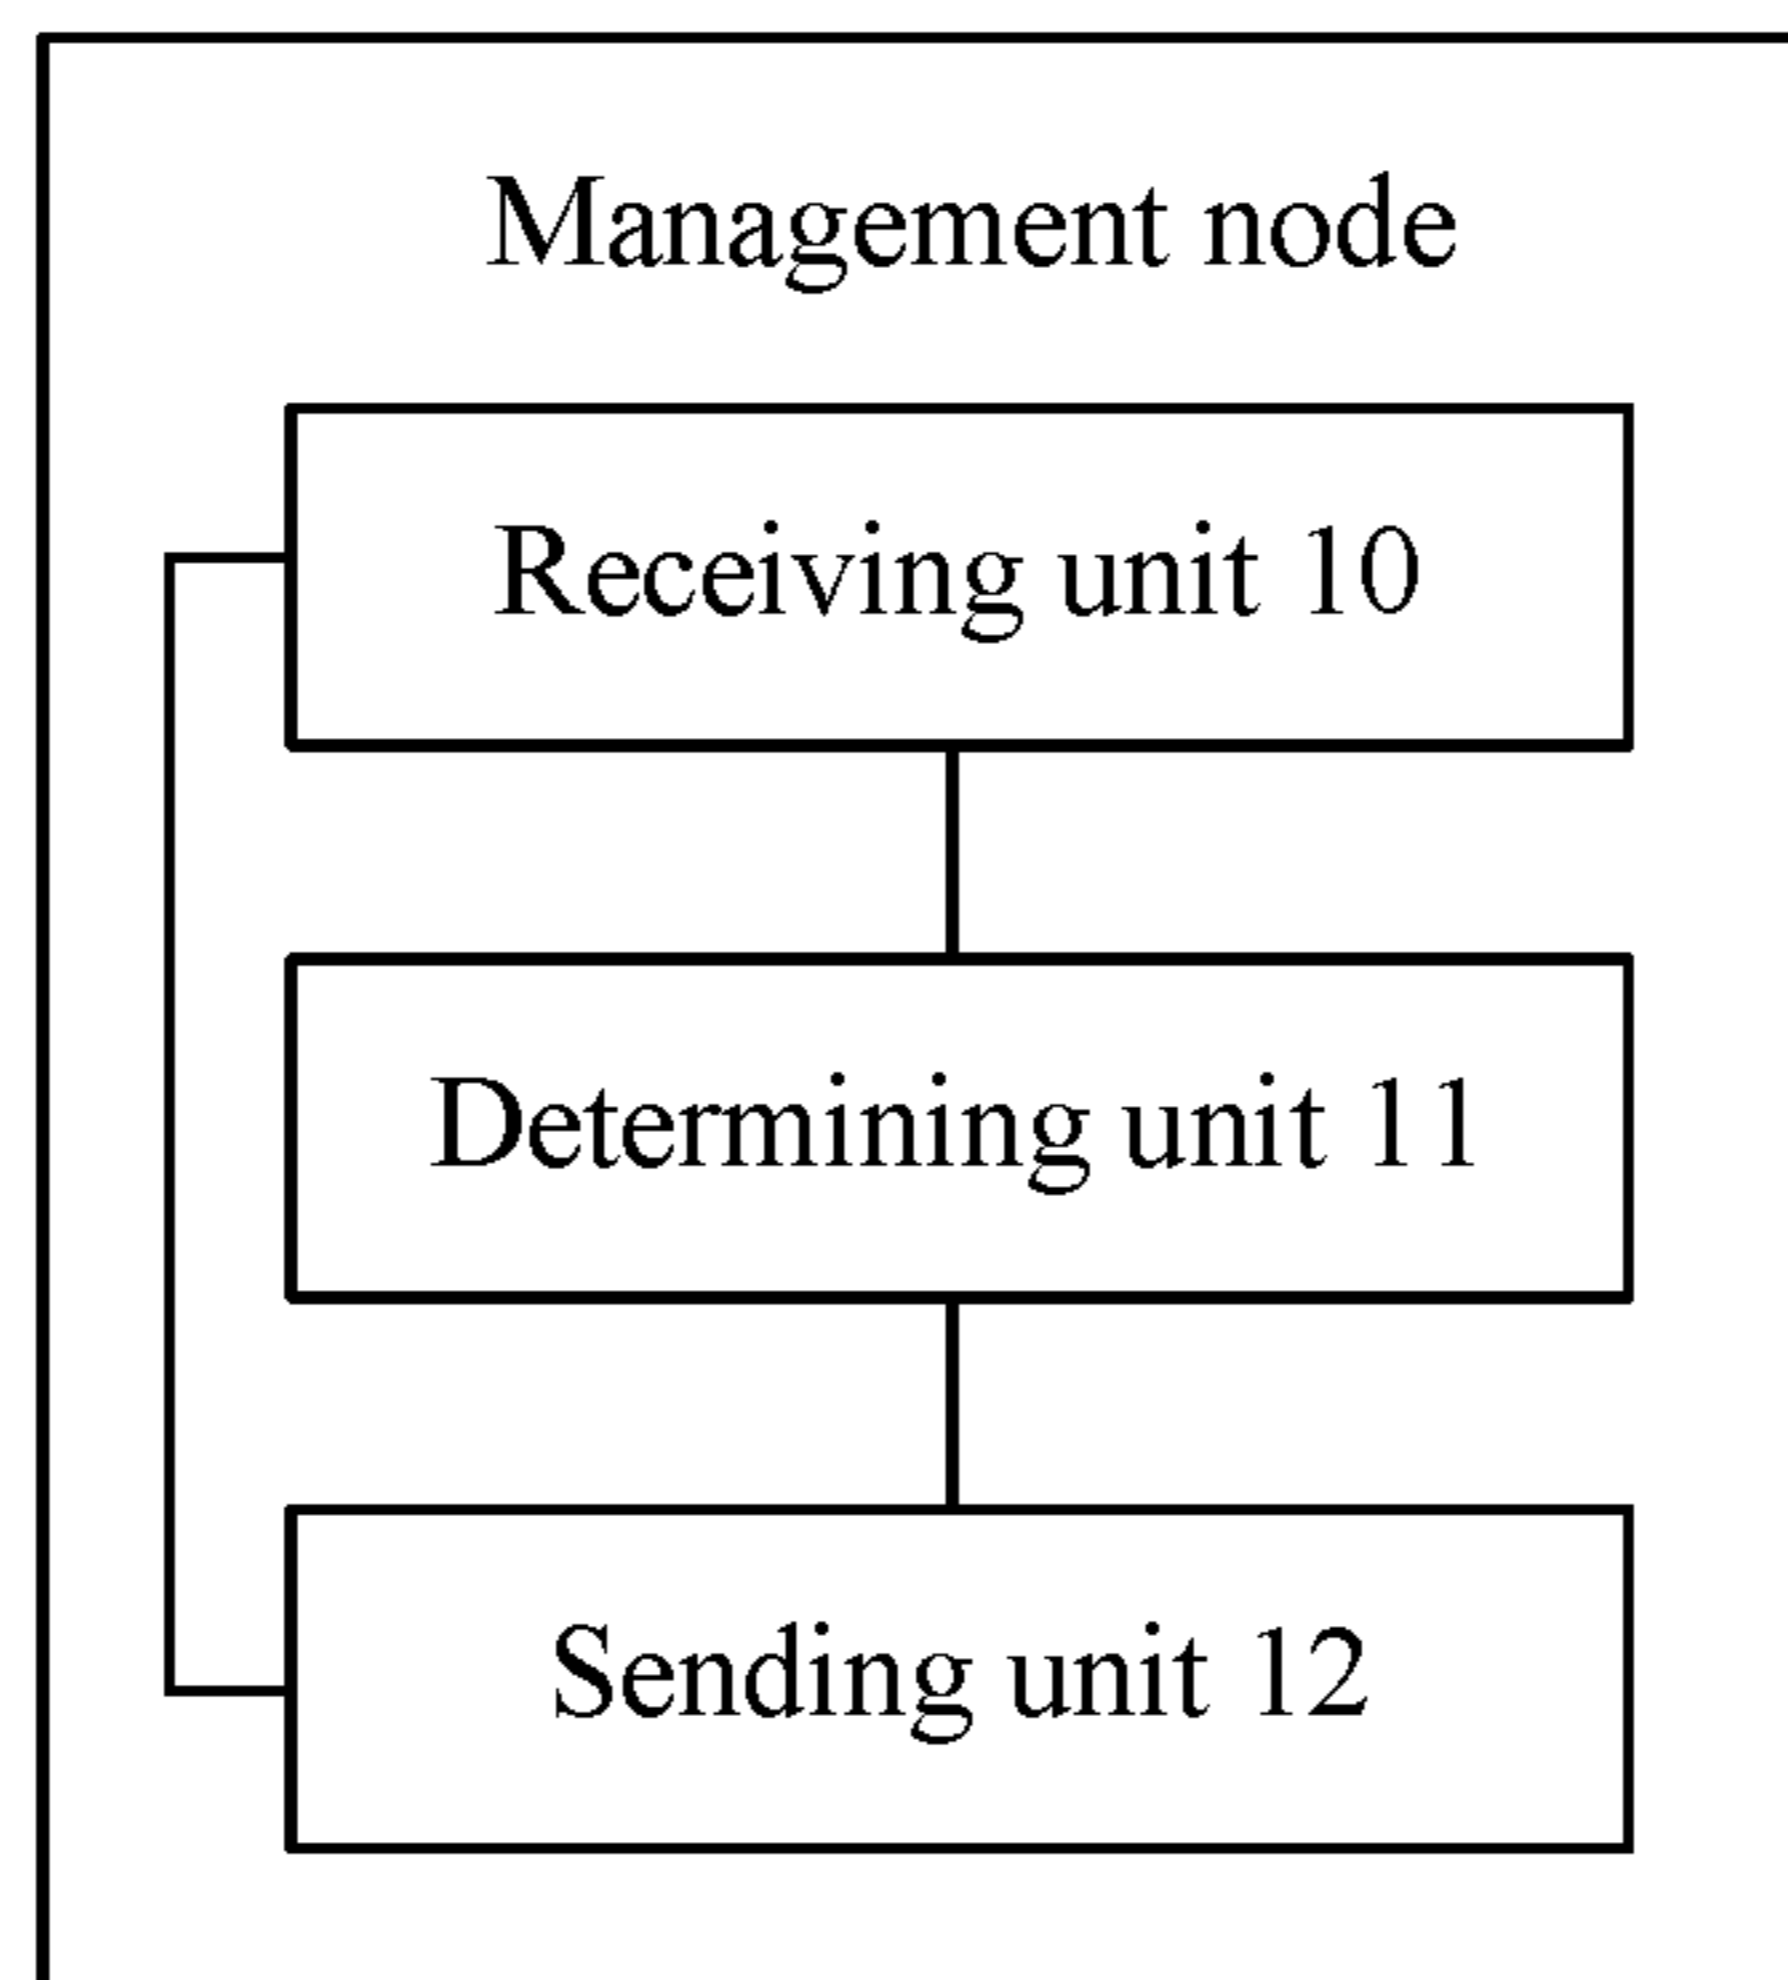 Management node
Receiving unit 10
Determining unit 11
Sending unit 12